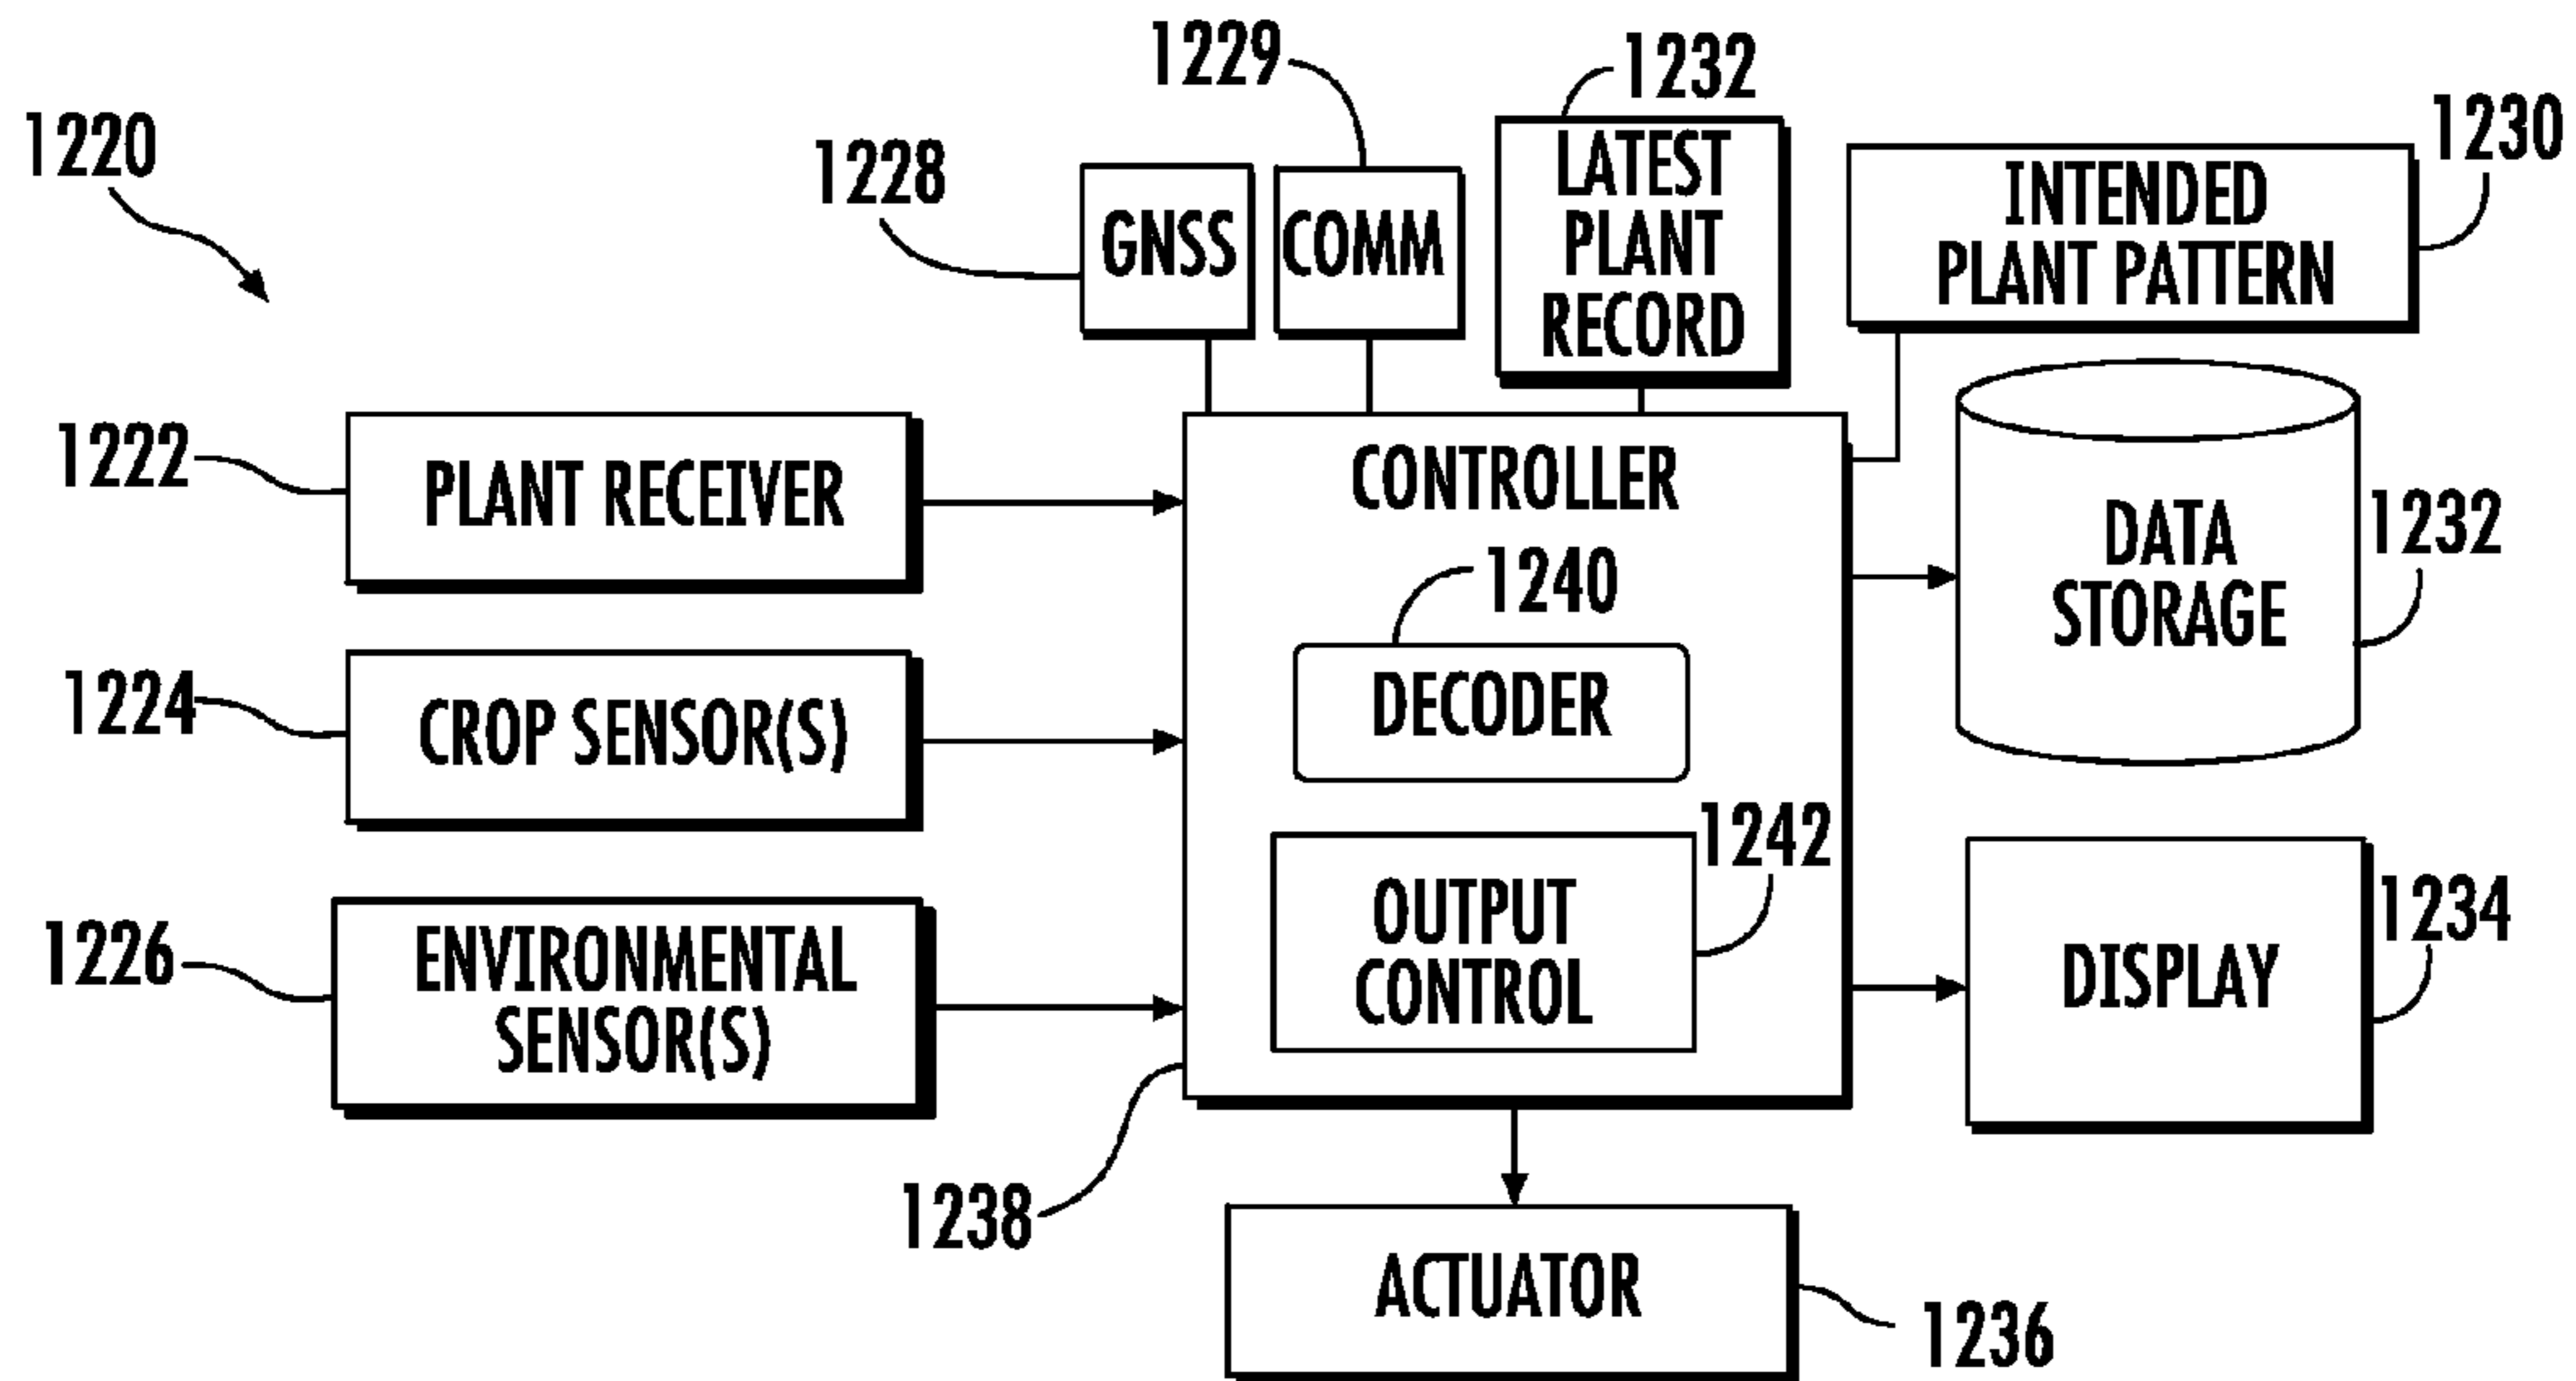 1229
1232
1220
1228
1230
GNSS
COMM
LATEST
PLANT
RECORD
INTENDED
PLANT PATTERN
1222
PLANT RECEIVER
CONTROLLER
1240
DATA
STORAGE
1232
1224
CROP SENSOR(S)
DECODER
1242
1226
ENVIRONMENTAL
SENSOR(S)
OUTPUT
CONTROL
DISPLAY
1234
1238
ACTUATOR
1236